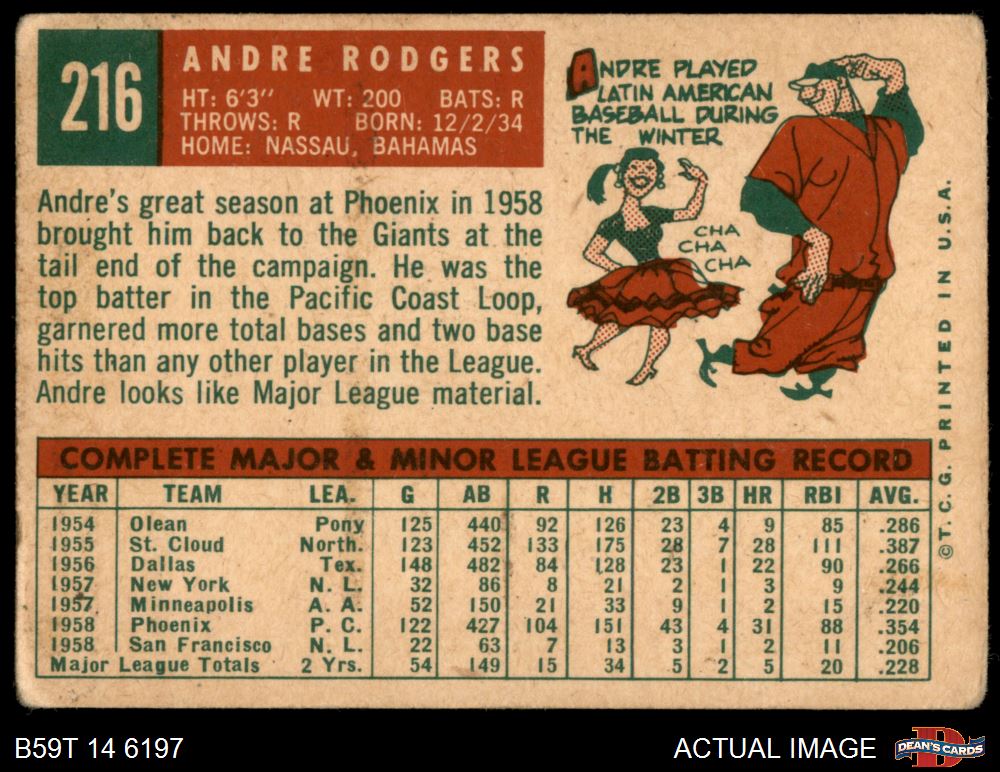 216
ANDRE RODGERS
HT: 6'3" WT: 200 BATS: R
THROWS: R BORN: 12/2/34
HOME: NASSAU, BAHAMAS
ANDRE PLAYED
LATIN AMERICAN
BASEBALL DURING
THE WINTER
CHA
CHA
CHA
Andre's great season at Phoenix in 1958
brought him back to the Giants at the
tail end of the campaign. He was the
top batter in the Pacific Coast Loop,
garnered more total bases and two base
hits than any other player in the League.
Andre looks like Major League material.
COMPLETE MAJOR & MINOR LEAGUE BATTING RECORD
YEAR TEAM LEA. G AB R H 2B 3B HR RBI AVG.
1954 Olean Pony 125 440 92 126 23 4 9 85 .286
1955 St. Cloud North. 123 452 133 175 28 7 28 111 .387
1956 Dallas Tex. 148 482 84 128 23 1 22 90 .266
1957 New York N. L. 32 86 8 21 2 1 3 9 .244
1957 Minneapolis A. A. 52 150 21 33 9 1 2 15 .220
1958 Phoenix P. C. 122 427 104 151 43 4 31 88 .354
1958 San Francisco N. L. 22 63 7 13 3 1 2 11 .206
Major League Totals 2 Yrs. 54 149 15 34 5 2 5 20 .228
©T. C. G. PRINTED IN U.S.A.
B59T 14 6197
ACTUAL IMAGE
DEAN'S CARDS